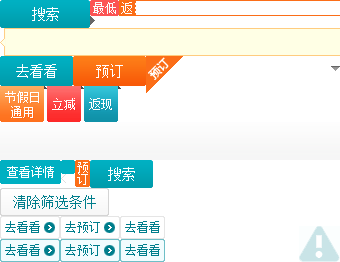 搜索 最低 返
去看看 预订 预订
节假日 立减 返现
通用
查看详情 预订 搜索
清除筛选条件
去看看 去预订 去看看
去看看 去预订 去看看